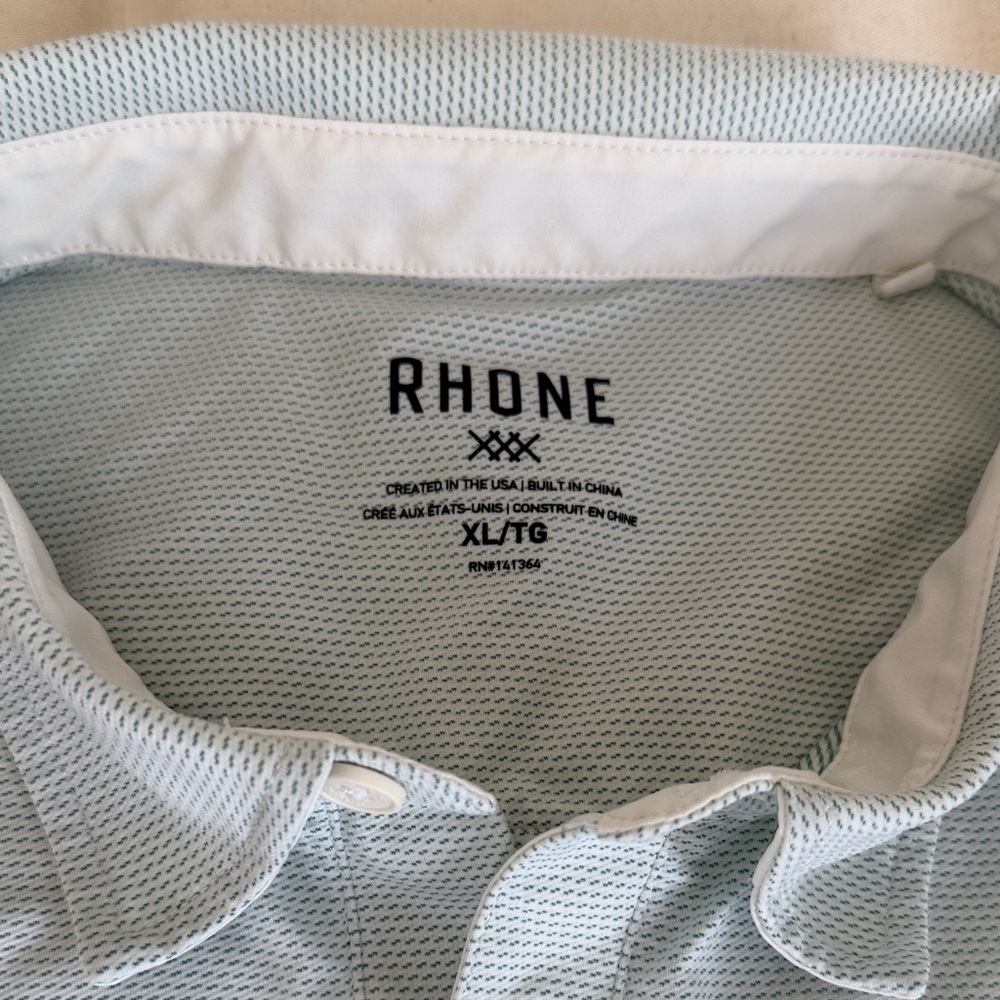 RHONE
CREATED IN THE USA | BUILT IN CHINA
CRÉÉ AUX ÉTATS-UNIS | CONSTRUIT EN CHINE
XL/TG
RN#141364